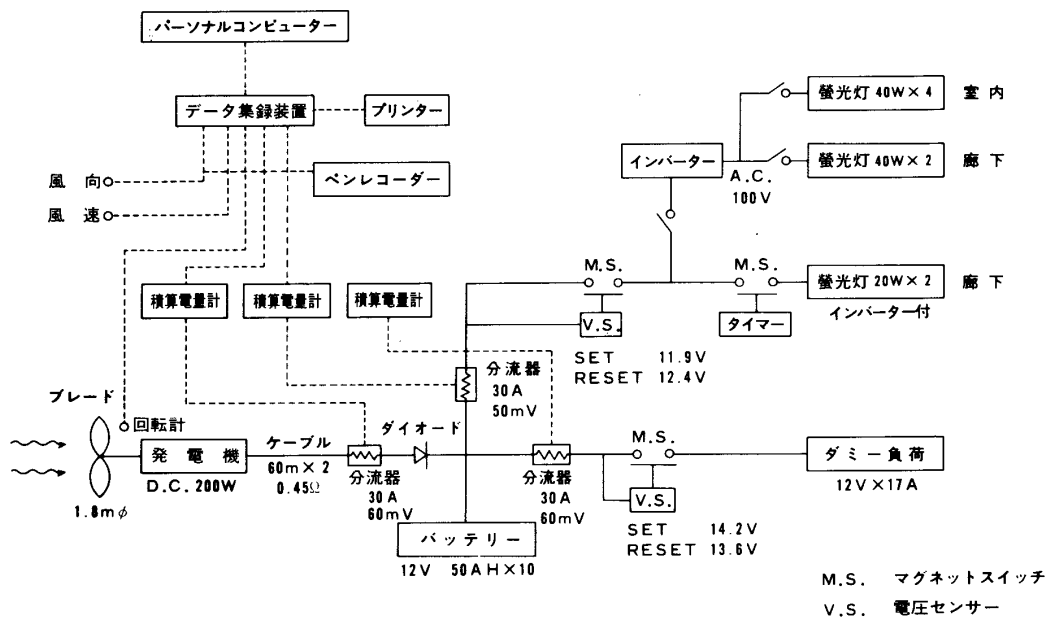 パーソナルコンピューター
データ集録装置
プリンター
ペンレコーダー
風向
風速
積算電量計
積算電量計
積算電量計
インバーター
A.C.
100V
螢光灯 40W×4 室内
螢光灯 40W×2 廊下
M.S.
M.S.
螢光灯 20W×2 廊下
インバーター付
V.S.
タイマー
SET 11.9V
RESET 12.4V
分流器
30A
50mV
ブレード
回転計
発電機
D.C.200W
1.8mφ
ケーブル
60m×2
0.45Ω
分流器
30A
60mV
ダイオード
分流器
30A
60mV
M.S.
V.S.
SET 14.2V
RESET 13.6V
ダミー負荷
12V×17A
バッテリー
12V 50AH×10
M.S. マグネットスイッチ
V.S. 電圧センサー